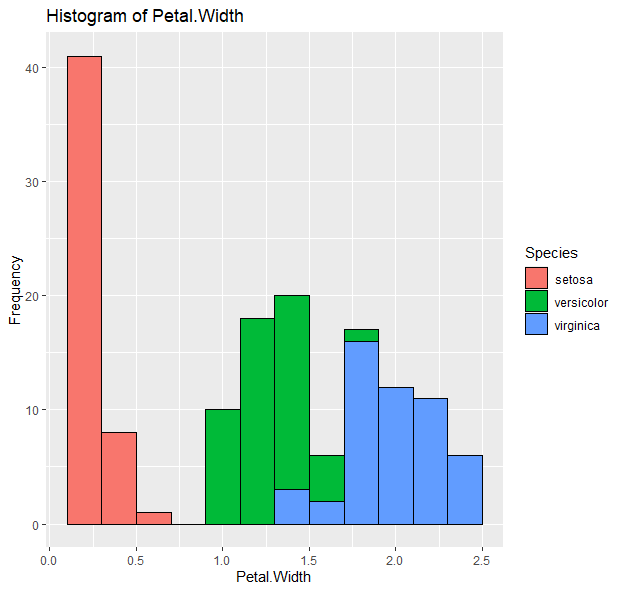 Histogram of Petal.Width
40
30
20
10
0
Frequency
0.0 0.5 1.0 1.5 2.0 2.5
Petal.Width
Species
setosa
versicolor
virginica